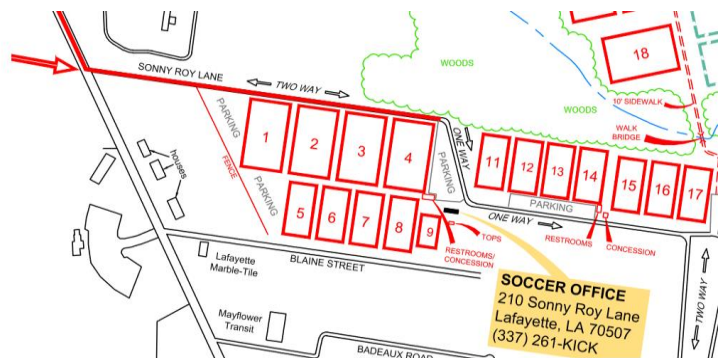 18
WOODS
SONNY ROY LANE
TWO WAY
10' SIDEWALK
WOODS
PARKING
WALK
BRIDGE
1
2
3
4
ONE WAY
11
12
13
14
15
16
17
houses
FENCE
PARKING
PARKING
PARKING
5
6
7
8
9
ONE WAY
TOPS
RESTROOMS
CONCESSION
RESTROOMS/
CONCESSION
BLAINE STREET
Lafayette
Marble-Tile
SOCCER OFFICE
210 Sonny Roy Lane
Lafayette, LA 70507
(337) 261-KICK
TWO WAY
Mayflower
Transit
BADEAUX ROAD